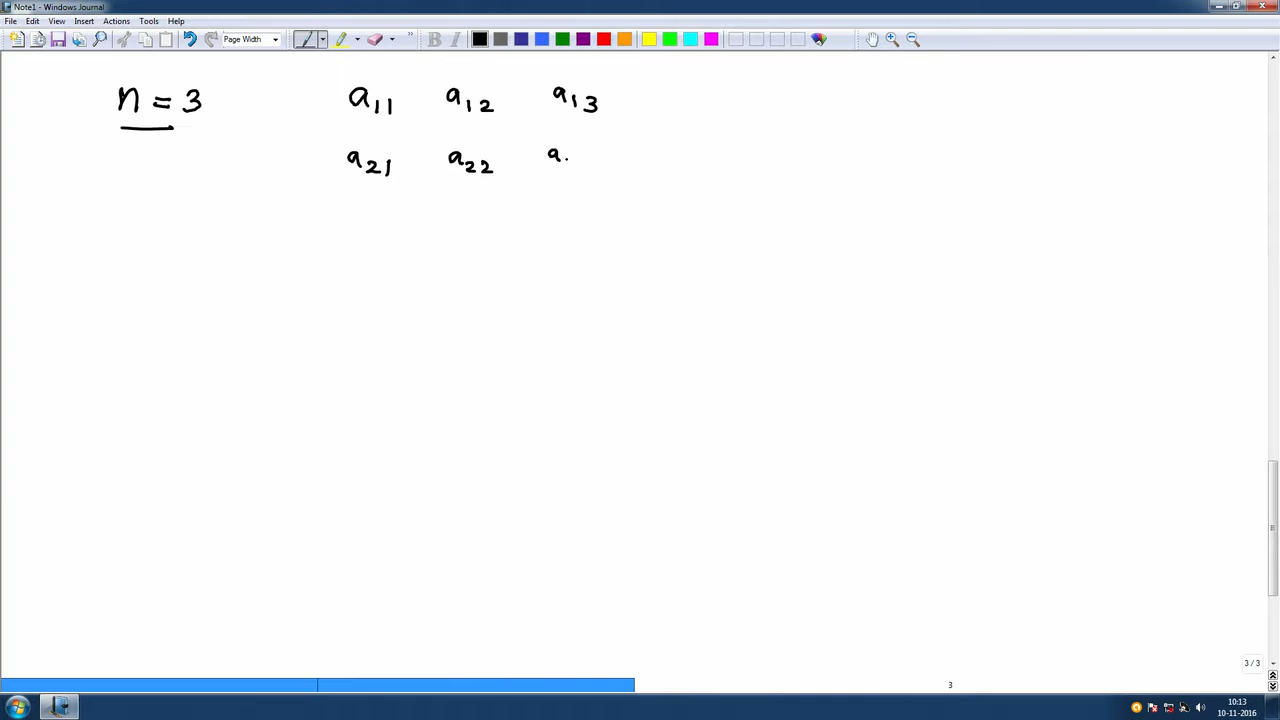 Note1 - Windows Journal
File Edit View Insert Actions Tools Help
Page Width B I
n = 3 a11 a12 a13
a21 a22 a
3 / 3
3
10:13
10-11-2016